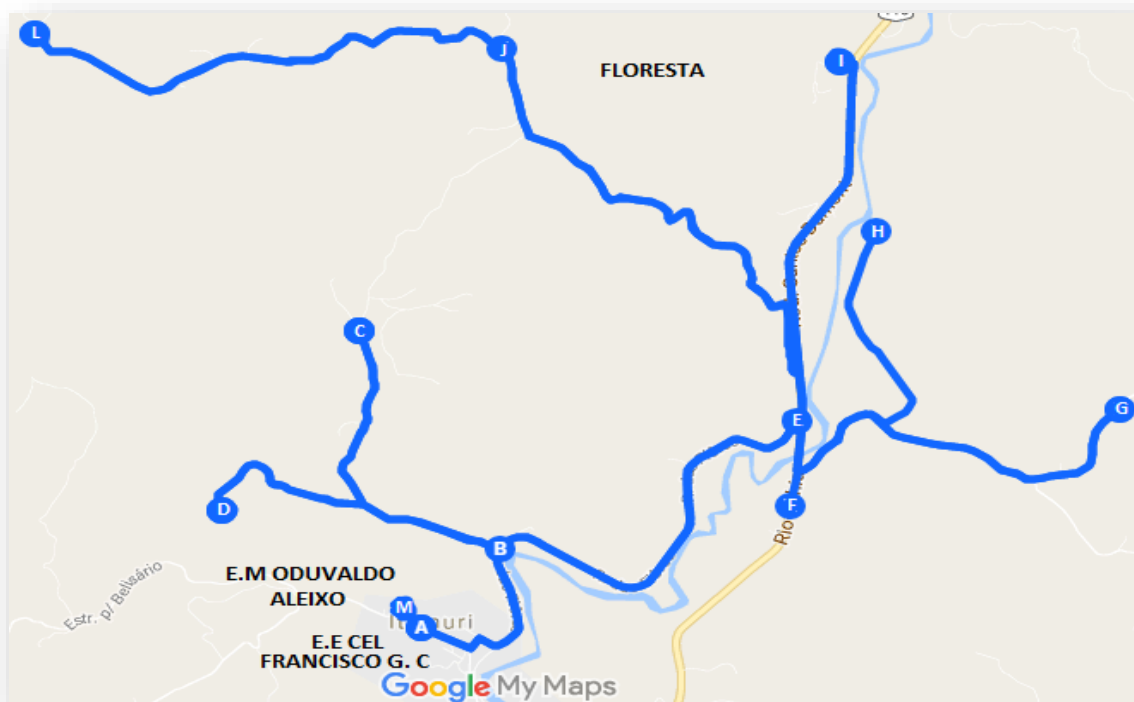 L
J
I
FLORESTA
H
C
G
E
D
F
B
Estr. p/ Belisário
E.M ODUVALDO
ALEIXO
M
A
E.E CEL
FRANCISCO G. C
Google My Maps